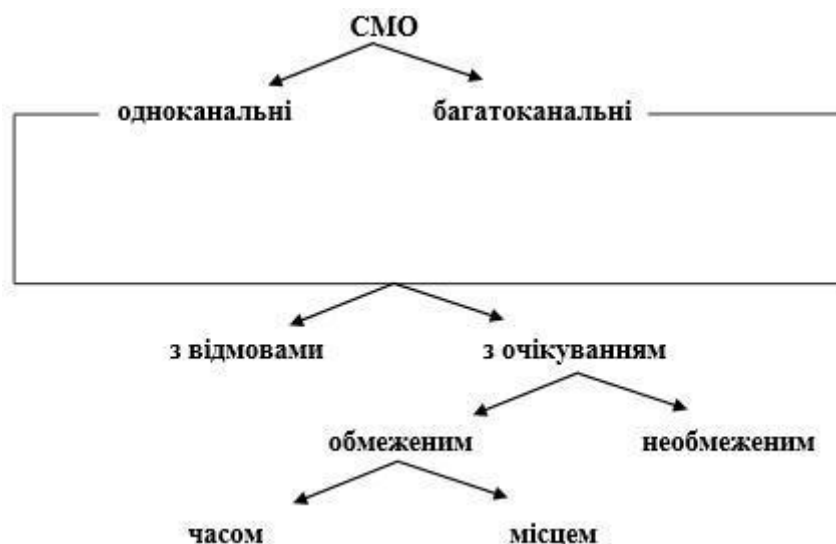 СМО
одноканальні багатоканальні
з відмовами з очікуванням
обмеженим необмеженим
часом місцем